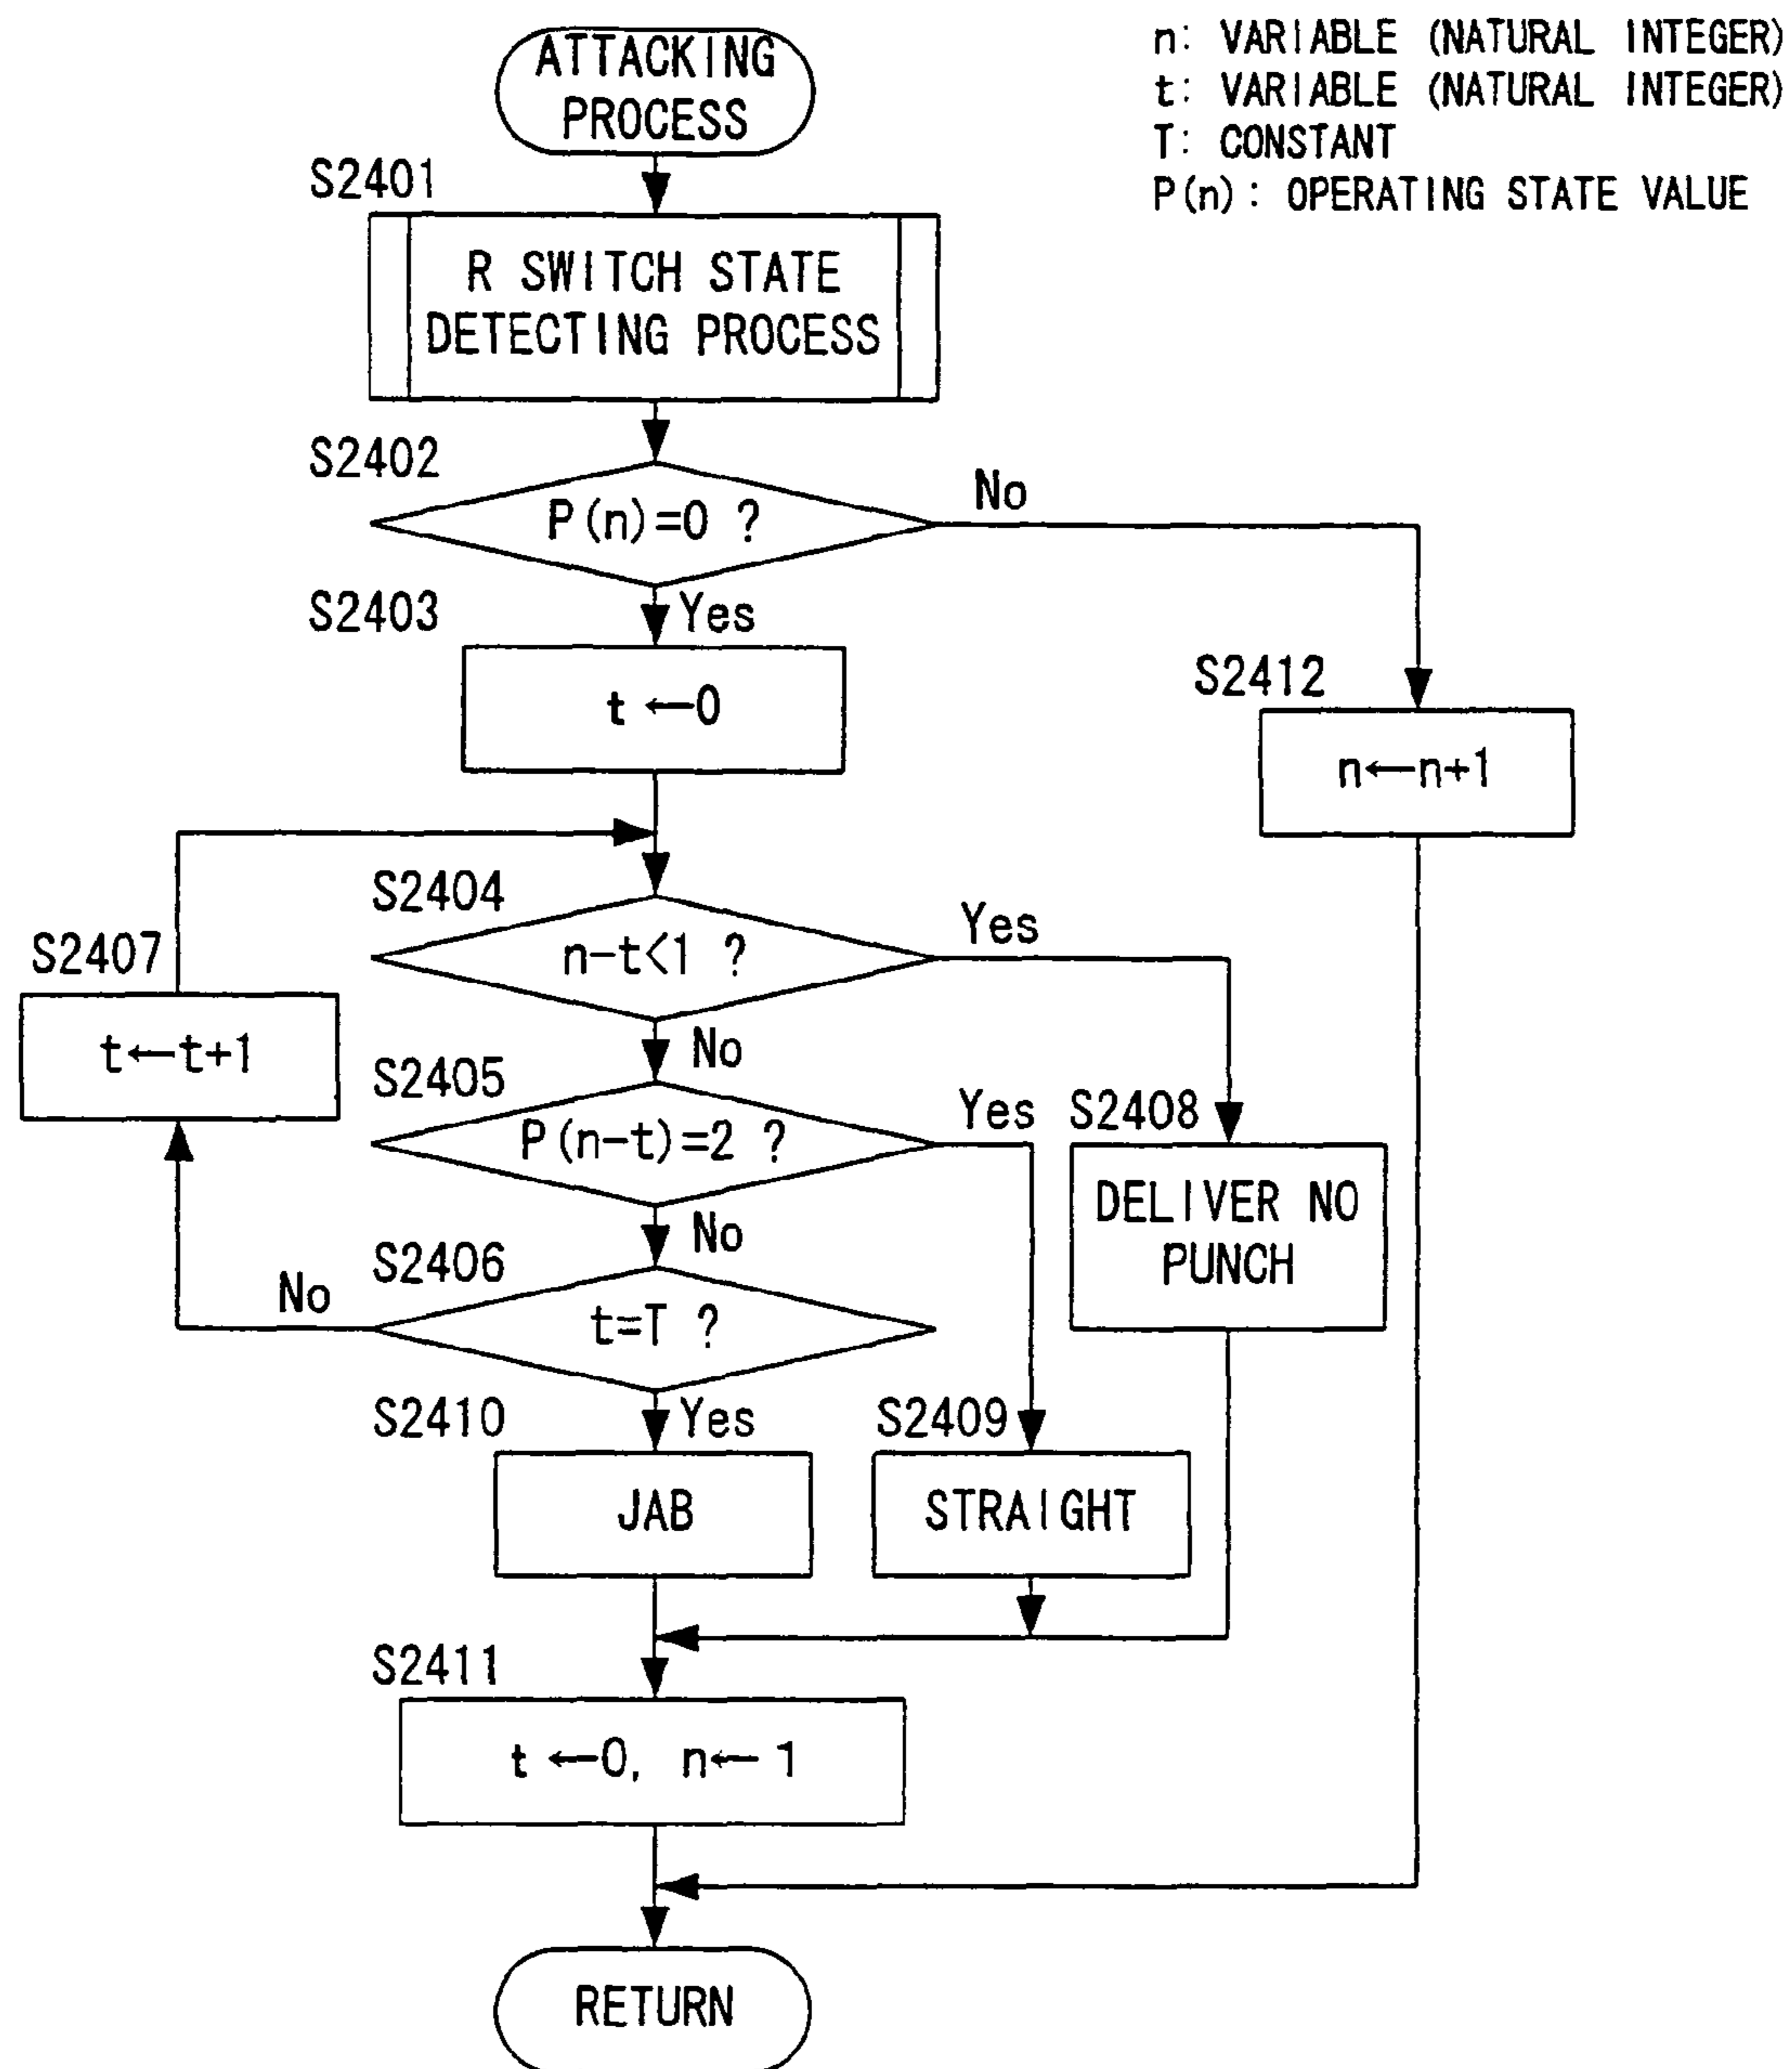 ATTACKING
PROCESS
n: VARIABLE (NATURAL INTEGER)
t: VARIABLE (NATURAL INTEGER)
T: CONSTANT
P(n): OPERATING STATE VALUE
S2401
R SWITCH STATE
DETECTING PROCESS
S2402
P(n)=0 ?
No
Yes
S2403
t ←0
S2412
n←n+1
S2404
n-t<1 ?
Yes
No
S2407
t←t+1
S2405
P(n-t)=2 ?
Yes
No
S2408
DELIVER NO
PUNCH
S2406
t=T ?
No
Yes
S2410
JAB
S2409
STRAIGHT
S2411
t ←0, n← 1
RETURN